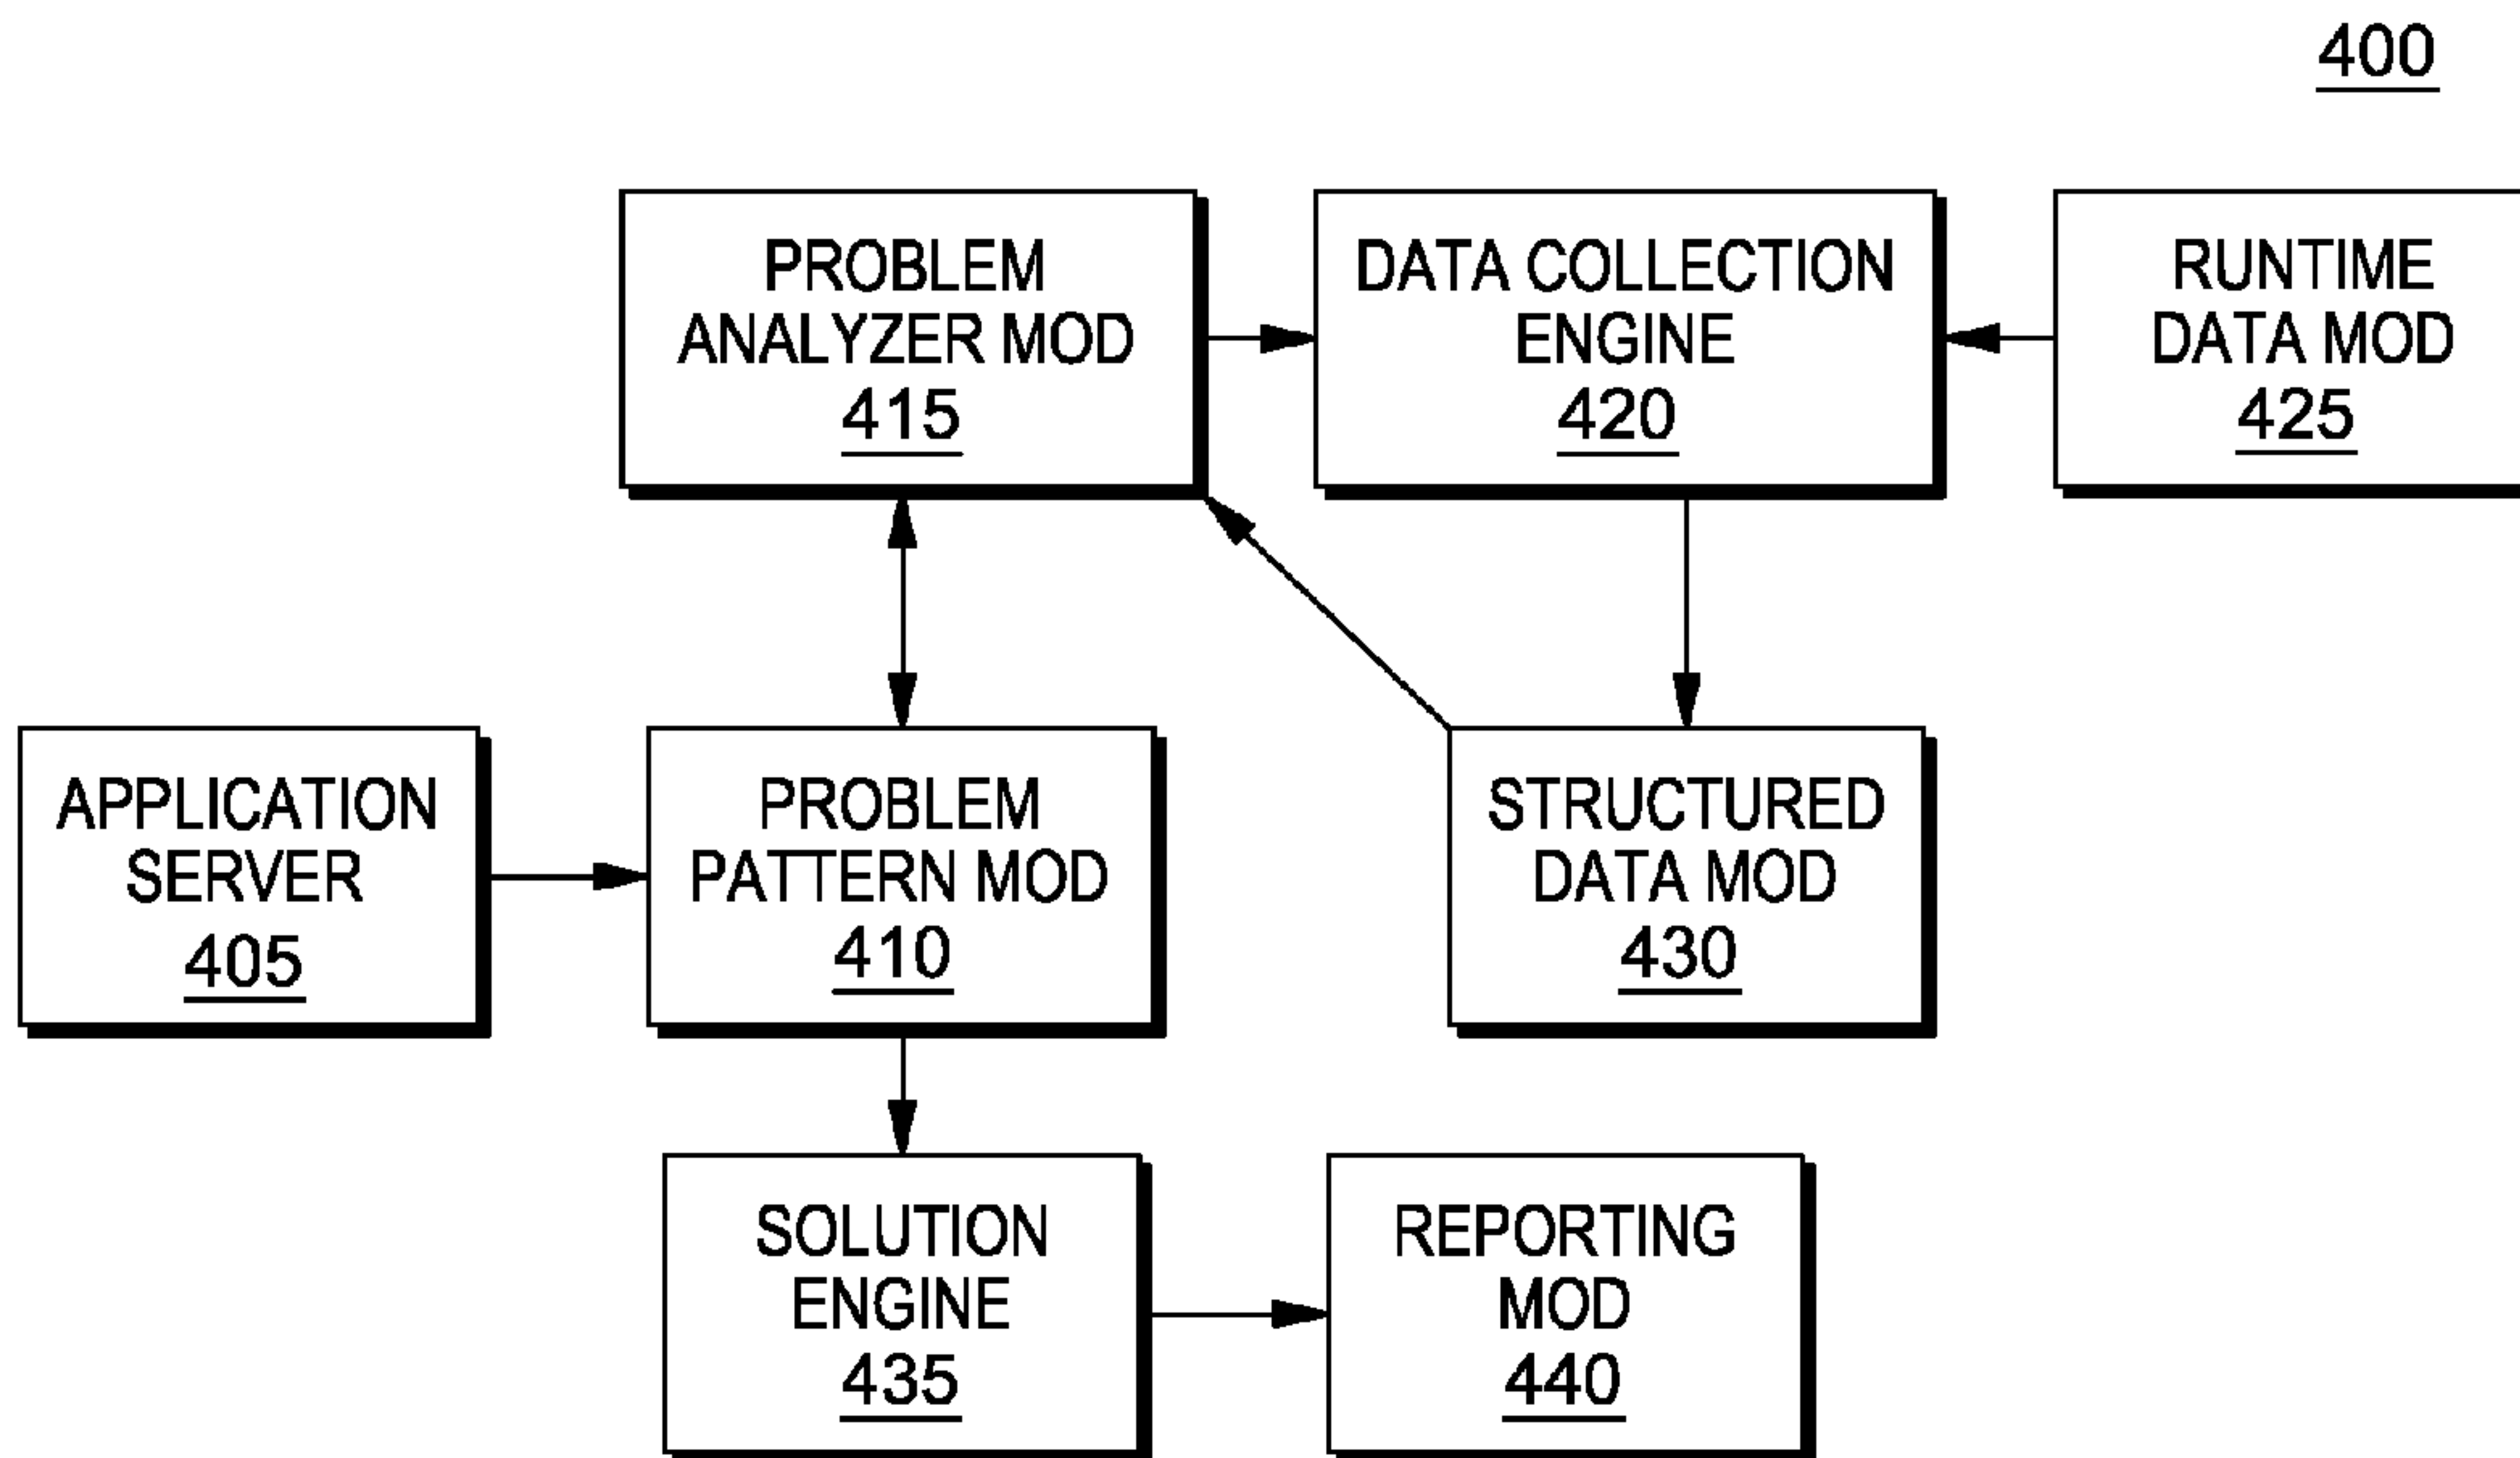 400
PROBLEM
ANALYZER MOD
415
DATA COLLECTION
ENGINE
420
RUNTIME
DATA MOD
425
APPLICATION
SERVER
405
PROBLEM
PATTERN MOD
410
STRUCTURED
DATA MOD
430
SOLUTION
ENGINE
435
REPORTING
MOD
440